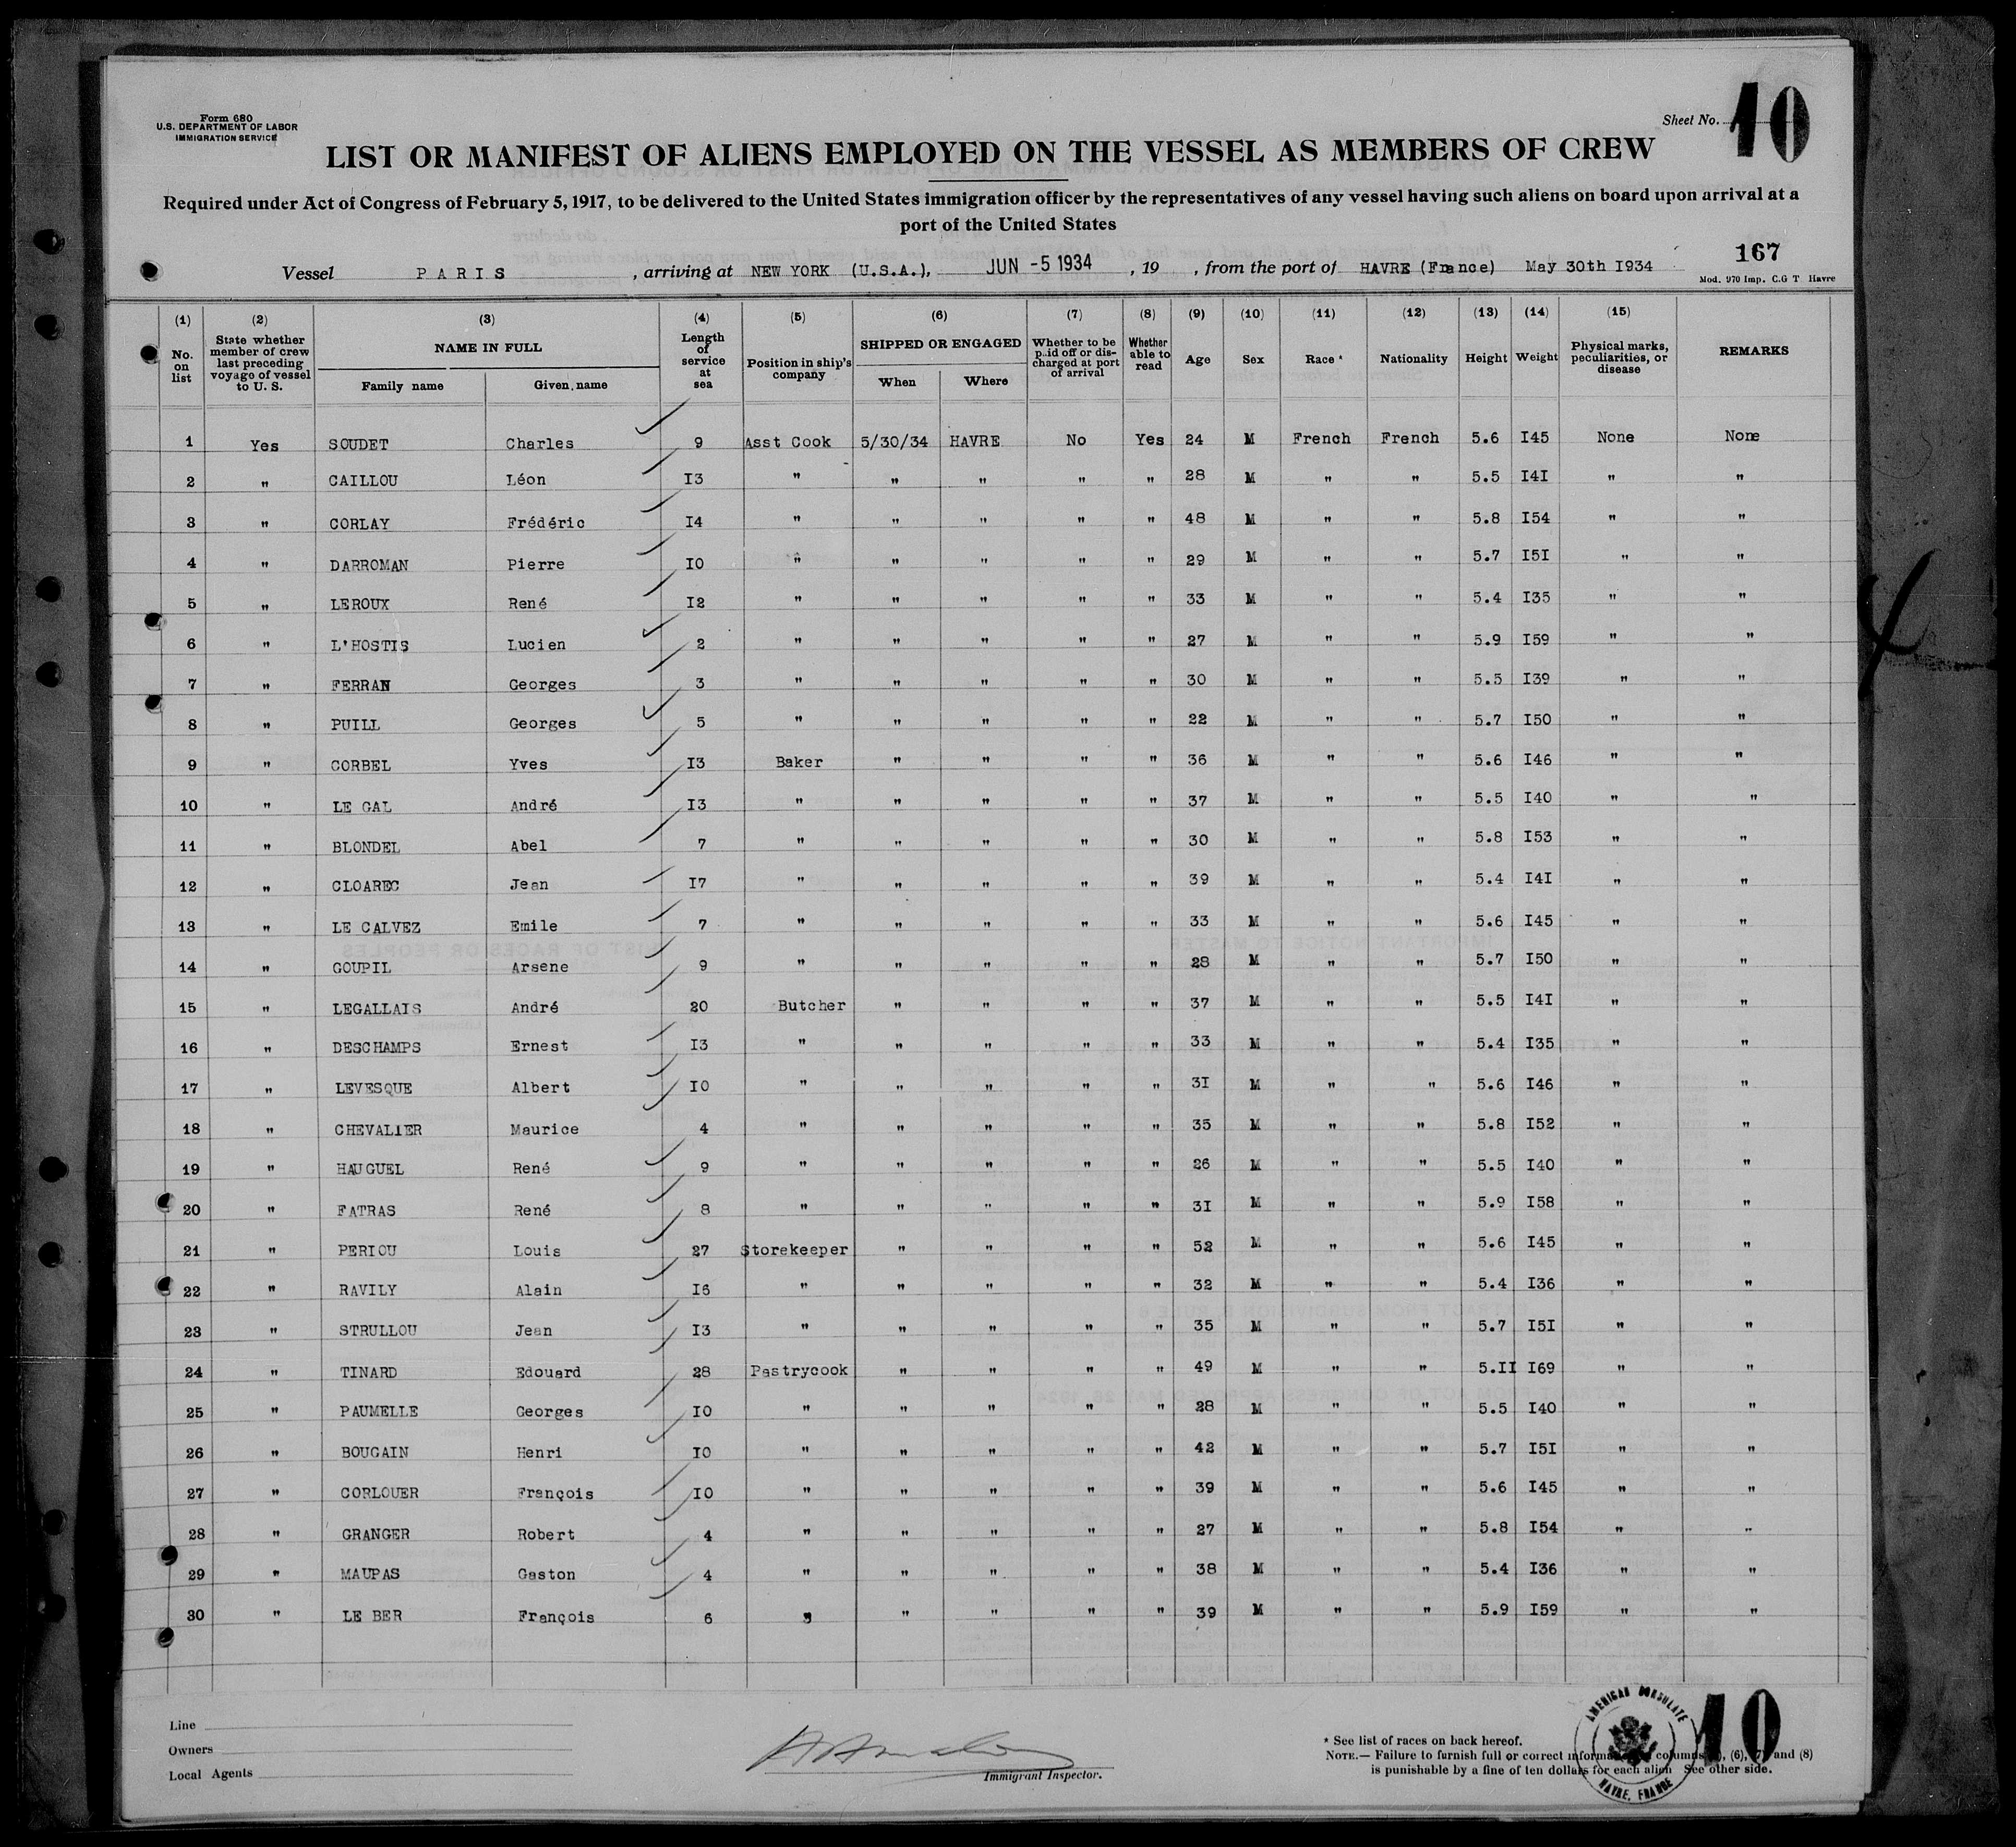 Form 680
U.S. DEPARTMENT OF LABOR
IMMIGRATION SERVICE
Sheet No. 10
LIST OR MANIFEST OF ALIENS EMPLOYED ON THE VESSEL AS MEMBERS OF CREW
Required under Act of Congress of February 5, 1917, to be delivered to the United States immigration officer by the representatives of any vessel having such aliens on board upon arrival at a
port of the United States
167
Vessel PARIS, arriving at NEW YORK (U.S.A.), JUN -5 1934, 19 , from the port of HAVRE (France) May 30th I934
Mod. 970 Imp. C.G T Havre
(1) (2) (3) (4) (5) (6) (7) (8) (9) (10) (11) (12) (13) (14) (15)
No. on list | State whether member of crew last preceding voyage of vessel to U. S. | NAME IN FULL | Family name | Given name | Length of service at sea | Position in ship's company | SHIPPED OR ENGAGED | When | Where | Whether to be paid off or discharged at port of arrival | Whether able to read | Age | Sex | Race * | Nationality | Height | Weight | Physical marks, peculiarities, or disease | REMARKS
1 Yes SOUDET Charles 9 Asst Cook 5/30/34 HAVRE No Yes 24 M French French 5.6 I45 None None
2 " CAILLOU Léon I3 " " " " " 28 M " " 5.5 I4I " "
3 " CORLAY Frédéric I4 " " " " " 48 M " " 5.8 I54 " "
4 " DARROMAN Pierre IO " " " " " 29 M " " 5.7 I5I " "
5 " LEROUX René I2 " " " " " 33 M " " 5.4 I35 " "
6 " L'HOSTIS Lucien 2 " " " " " 27 M " " 5.9 I59 " "
7 " FERRAN Georges 3 " " " " " 30 M " " 5.5 I39 " "
8 " PUILL Georges 5 " " " " " 22 M " " 5.7 I50 " "
9 " CORBEL Yves I3 Baker " " " " 36 M " " 5.6 I46 " "
10 " LE GAL André I3 " " " " " 37 M " " 5.5 I40 " "
11 " BLONDEL Abel 7 " " " " " 30 M " " 5.8 I53 " "
12 " CLOAREC Jean I7 " " " " " 39 M " " 5.4 I4I " "
13 " LE CALVEZ Emile 7 " " " " " 33 M " " 5.6 I45 " "
14 " GOUPIL Arsene 9 " " " " " 28 M " " 5.7 I50 " "
15 " LEGALLAIS André 20 Butcher " " " " 37 M " " 5.5 I4I " "
16 " DESCHAMPS Ernest I3 " " " " " 33 M " " 5.4 I35 " "
17 " LEVESQUE Albert IO " " " " " 3I M " " 5.6 I46 " "
18 " CHEVALIER Maurice 4 " " " " " 35 M " " 5.8 I52 " "
19 " HAUGUEL René 9 " " " " " 26 M " " 5.5 I40 " "
20 " FATRAS René 8 " " " " " 3I M " " 5.9 I58 " "
21 " PERIOU Louis 27 Storekeeper " " " " 52 M " " 5.6 I45 " "
22 " RAVILY Alain I6 " " " " " 32 M " " 5.4 I36 " "
23 " STRULLOU Jean I3 " " " " " 35 M " " 5.7 I5I " "
24 " TINARD Edouard 28 Pastrycook " " " " 49 M " " 5.II I69 " "
25 " PAUMELLE Georges IO " " " " " 28 M " " 5.5 I40 " "
26 " BOUGAIN Henri IO " " " " " 42 M " " 5.7 I5I " "
27 " CORLOUER François IO " " " " " 39 M " " 5.6 I45 " "
28 " GRANGER Robert 4 " " " " " 27 M " " 5.8 I54 " "
29 " MAUPAS Gaston 4 " " " " " 38 M " " 5.4 I36 " "
30 " LE BER François 6 " " " " " 39 M " " 5.9 I59 " "
Line
Owners
Local Agents
Immigrant Inspector.
* See list of races on back hereof.
NOTE.— Failure to furnish full or correct information columns , (6), (7) and (8)
is punishable by a fine of ten dollars for each alien See other side.
AMERICAN CONSULATE
HAVRE, FRANCE
10
4